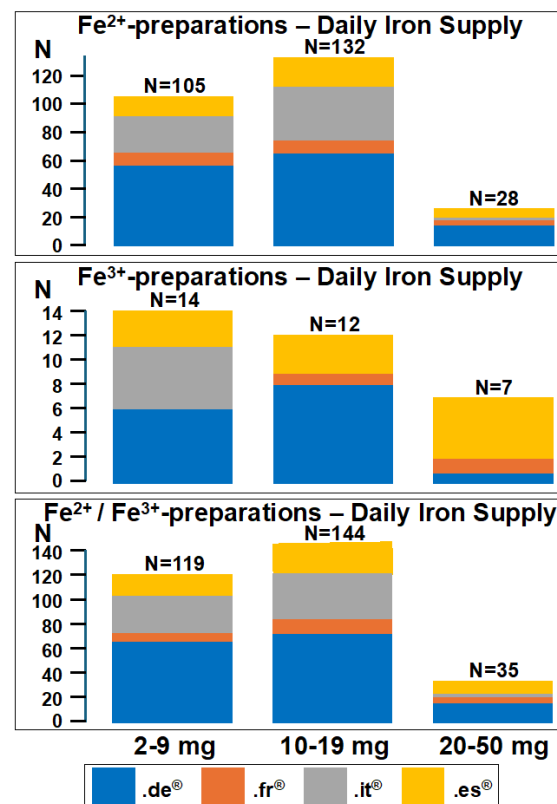 Fe²⁺-preparations – Daily Iron Supply
N
N=132
N=105
N=28
120
100
80
60
40
20
0
Fe³⁺-preparations – Daily Iron Supply
N
N=14
N=12
N=7
14
12
10
8
6
4
2
0
Fe²⁺ / Fe³⁺-preparations – Daily Iron Supply
N
N=144
N=119
N=35
140
120
100
80
60
40
20
0
2-9 mg 10-19 mg 20-50 mg
.de® .fr® .it® .es®